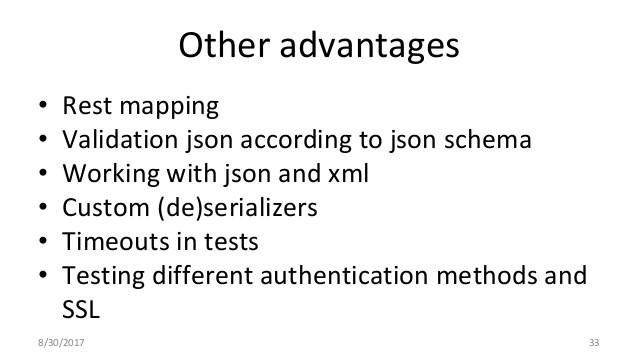 Other advantages
• Rest mapping
• Validation json according to json schema
• Working with json and xml
• Custom (de)serializers
• Timeouts in tests
• Testing different authentication methods and
SSL
8/30/2017
33